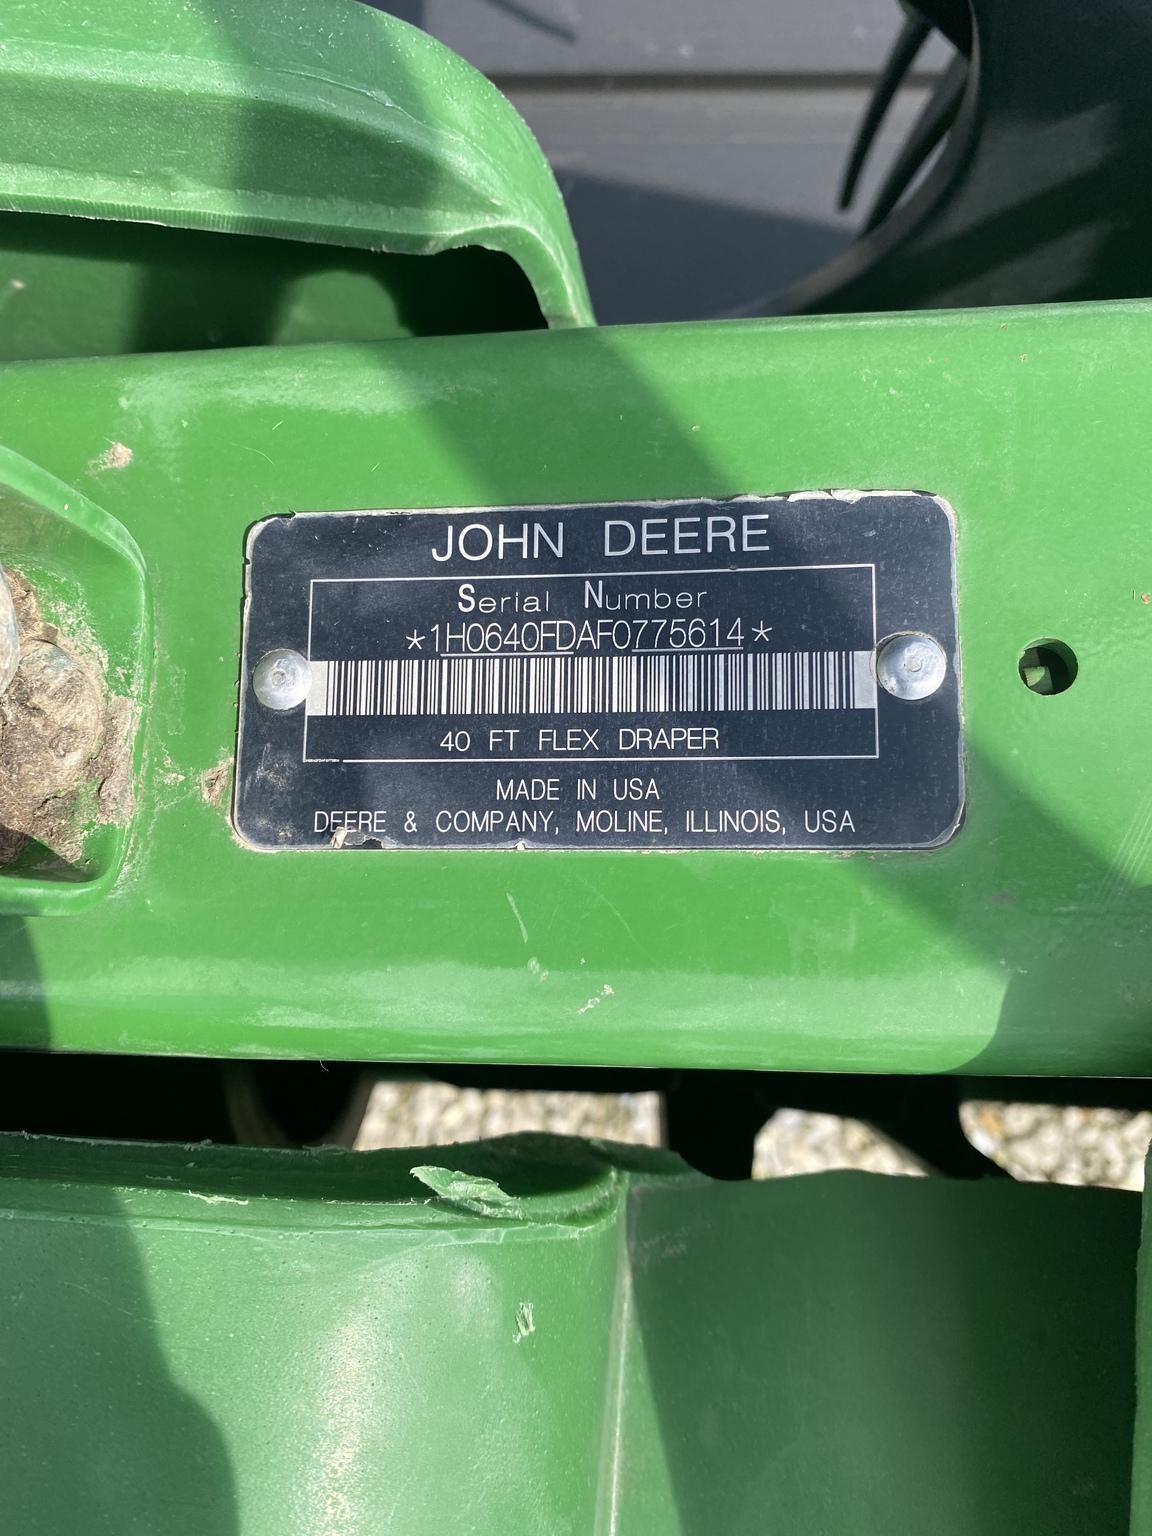 JOHN DEERE
Serial Number
*1H0640FDAF0775614*
40 FT FLEX DRAPER
MADE IN USA
DEERE & COMPANY, MOLINE, ILLINOIS, USA